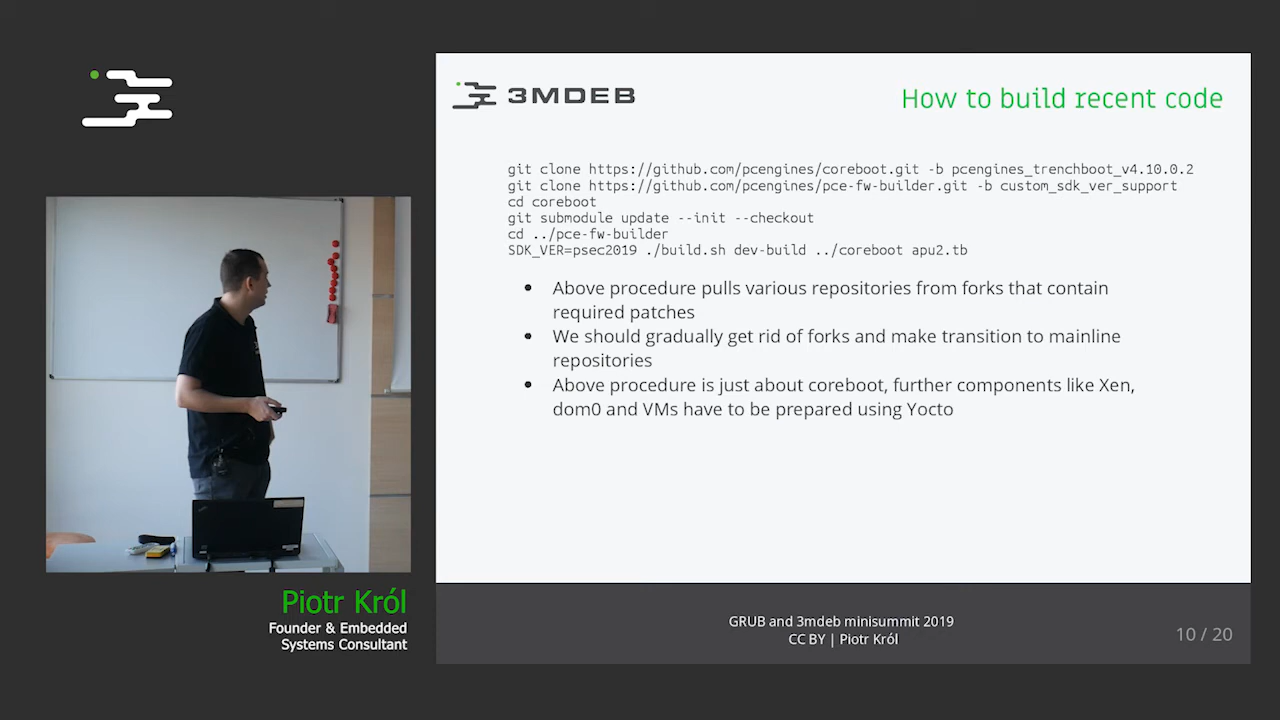 3MDEB
How to build recent code
git clone https://github.com/pcengines/coreboot.git -b pcengines_trenchboot_v4.10.0.2
git clone https://github.com/pcengines/pce-fw-builder.git -b custom_sdk_ver_support
cd coreboot
git submodule update --init --checkout
cd ../pce-fw-builder
SDK_VER=psec2019 ./build.sh dev-build ../coreboot apu2.tb
• Above procedure pulls various repositories from forks that contain
required patches
• We should gradually get rid of forks and make transition to mainline
repositories
• Above procedure is just about coreboot, further components like Xen,
dom0 and VMs have to be prepared using Yocto
Piotr Król
Founder & Embedded
Systems Consultant
GRUB and 3mdeb minisummit 2019
CC BY | Piotr Król
10 / 20